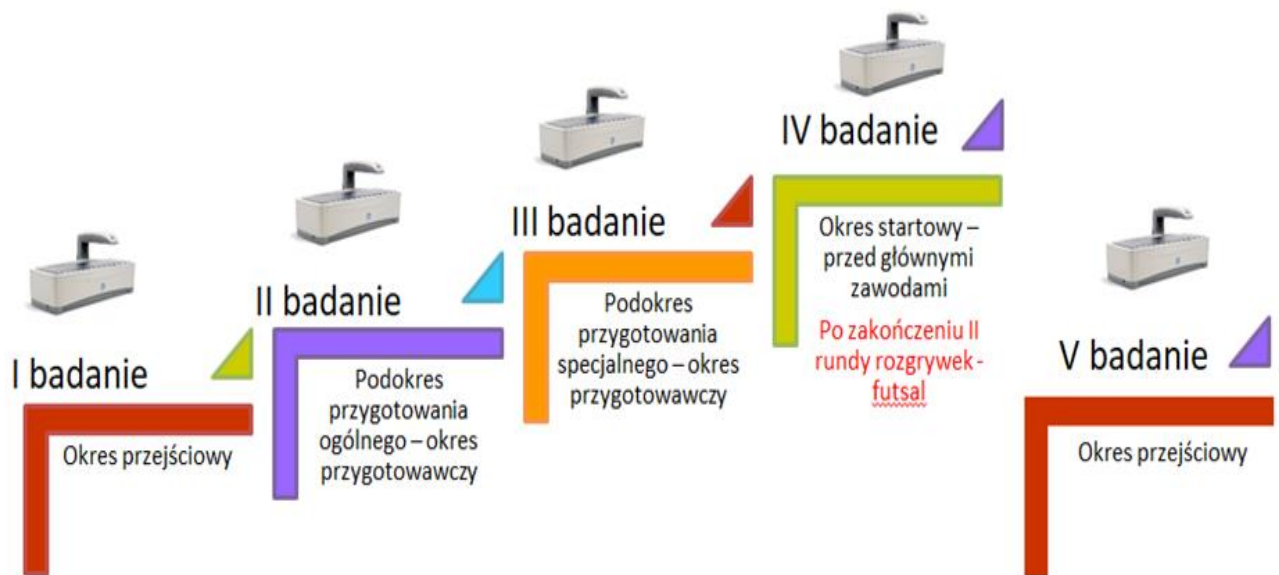 I badanie
Okres przejściowy
II badanie
Podokres
przygotowania
ogólnego – okres
przygotowawczy
III badanie
Podokres
przygotowania
specjalnego – okres
przygotowawczy
IV badanie
Okres startowy –
przed głównymi
zawodami
Po zakończeniu II
rundy rozgrywek -
futsal
V badanie
Okres przejściowy